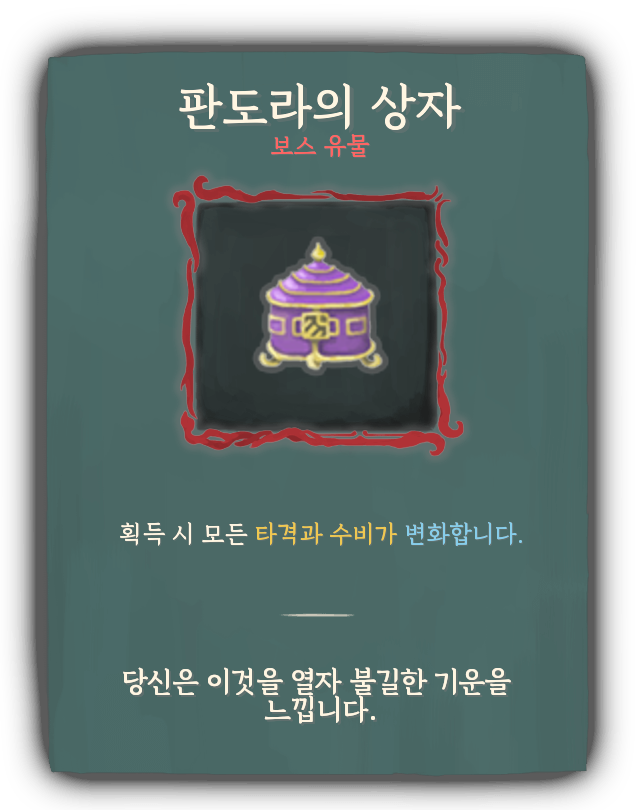 판도라의 상자
보스 유물
획득 시 모든 타격과 수비가 변화합니다.
당신은 이것을 열자 불길한 기운을
느낍니다.